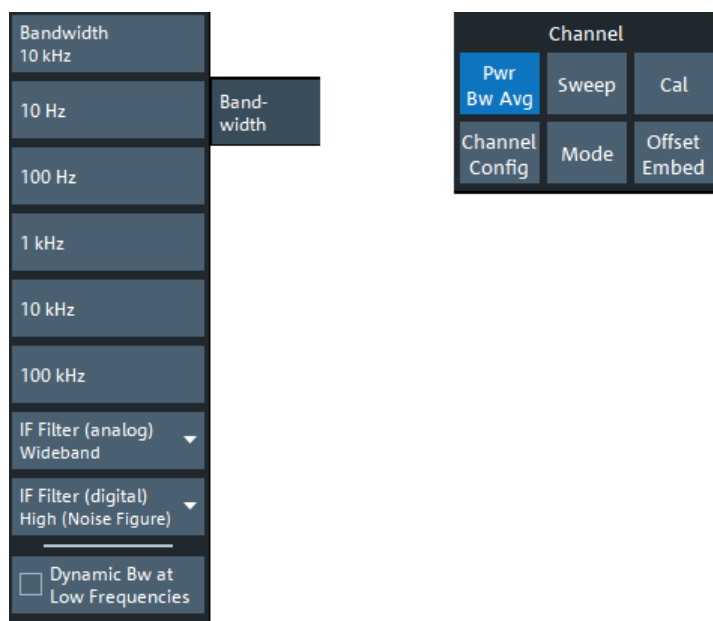 Bandwidth
10 kHz
10 Hz
Band-
width
100 Hz
1 kHz
10 kHz
100 kHz
IF Filter (analog)
Wideband
IF Filter (digital)
High (Noise Figure)
Dynamic Bw at
Low Frequencies
Channel
Pwr
Bw Avg
Sweep
Cal
Channel
Config
Mode
Offset
Embed